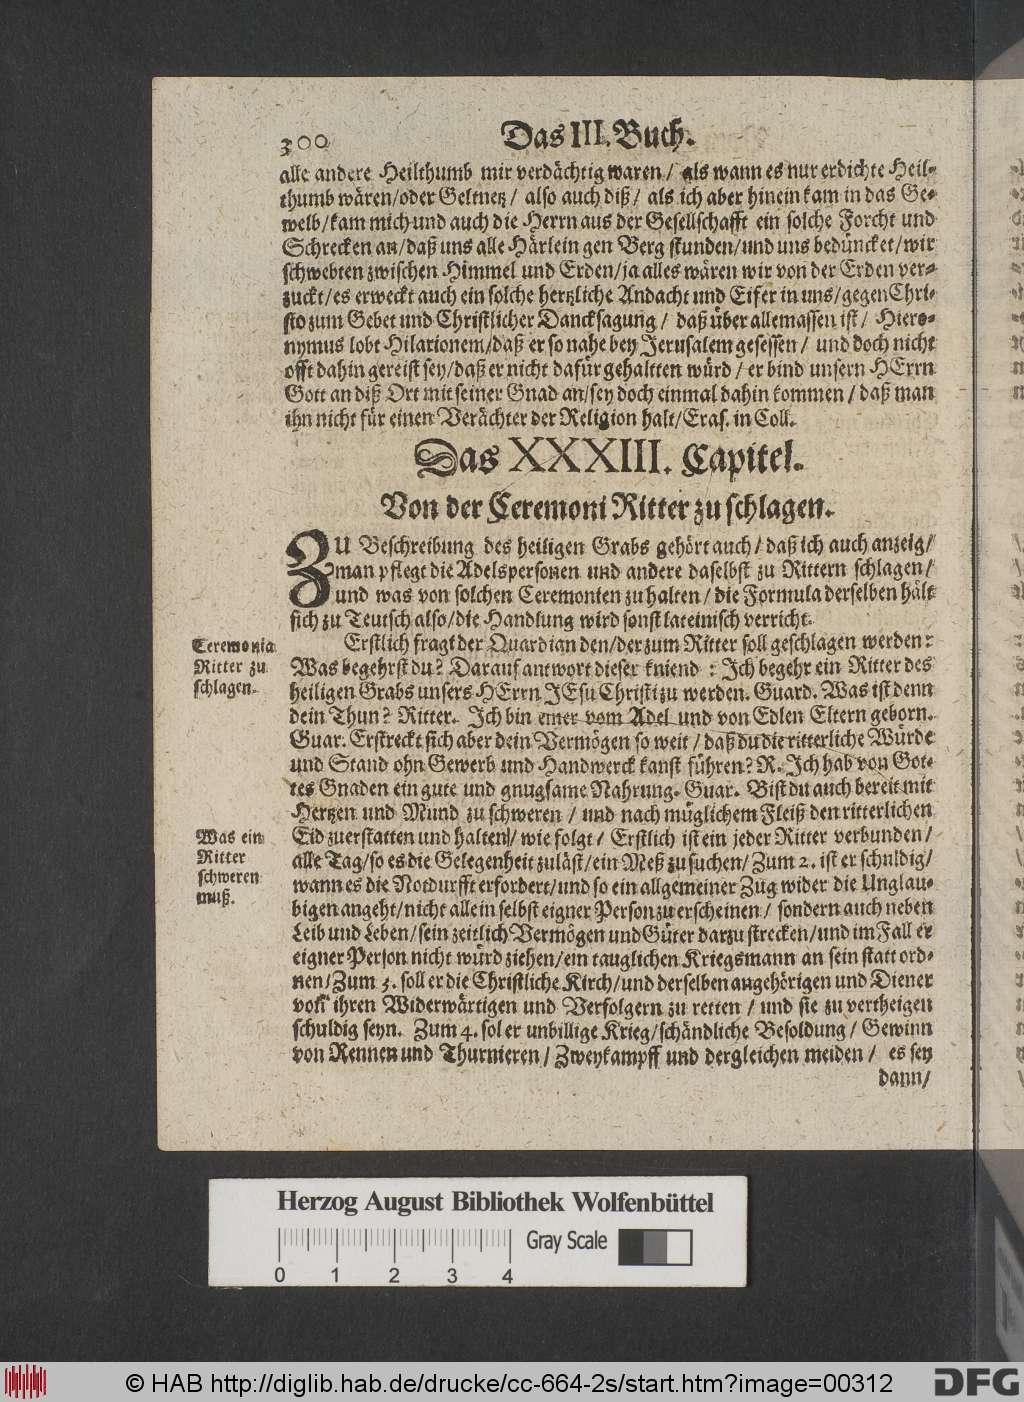 300
Das III. Buch.
alle andere Heilthumb mir verdächtig waren / als wann es nur erdichte Heil-
thumb wären/oder Geltnetz / also auch diß / als ich aber hinein kam in das Ge-
welb/kam mich und auch die Herrn aus der Gesellschafft ein solche Forcht und
Schrecken an/daß uns alle Härlein gen Berg stunden/und uns bedüncket/wir
schwebten zwischen Himmel und Erden/ja alles wären wir von der Erden ver-
zuckt/es erweckt auch ein solche hertzliche Andacht und Eifer in uns/gegen Chri-
sto zum Gebet und Christlicher Dancksagung / daß über allemassen ist / Hiero-
nymus lobt Hilarionem/daß er so nahe bey Jerusalem gesessen / und doch nicht
offt dahin gereist sey/daß er nicht dafür gehaltten würd / er bind unsern HErrn
Gott an diß Ort mit seiner Gnad an/sey doch einmal dahin kommen / daß man
ihn nicht für einen Verächter der Religion halt/Eras. in Coll.
Das XXXIII. Capitel.
Von der Ceremoni Ritter zu schlagen.
ZU Beschreibung des heiligen Grabs gehört auch/ daß ich auch anzeig/
man pflegt die Adelspersonen und andere daselbst zu Rittern schlagen/
und was von solchen Ceremonien zu halten / die Formula derselben hält
sich zu Teutsch also/die Handlung wird sonst lateinisch verricht.
Ceremonia
Ritter zu
schlagen.
Erstlich fragt der Quardian den/der zum Ritter soll geschlagen werden:
Was begehrst du? Darauf antwort dieser kniend : Ich begehr ein Ritter des
heiligen Grabs unsers HErrn JEsu Christi zu werden. Guard. Was ist denn
dein Thun? Ritter. Ich bin einer vom Adel und von Edlen Eltern geborn.
Guar. Erstreckt sich aber dein Vermögen so weit / daß du die ritterliche Würde
und Stand ohn Gewerb und Handwerck kanst führen? R. Ich hab von Got-
tes Gnaden ein gute und gnugsame Nahrung. Guar. Bist du auch bereit mit
Hertzen und Mund zu schweren / und nach müglichem Fleiß den ritterlichen
Was ein
Ritter
schweren
muß.
Eid zuerstatten und halten/ wie folgt / Erstlich ist ein jeder Ritter verbunden /
alle Tag/so es die Gelegenheit zuläst/ein Meß zu suchen/ Zum 2. ist er schuldig/
wann es die Notdurfft erfordert/und so ein allgemeiner Zug wider die Unglau-
bigen angeht/nicht allein selbst eigner Person zu erscheinen / sondern auch neben
Leib und Leben/sein zeitlich Vermögen und Güter darzu strecken/und im Fall er
eigner Person nicht würd ziehen/ein tauglichen Kriegsmann an sein statt ord-
nen/Zum 3. soll er die Christliche Kirch/und derselben angehörigen und Diener
von ihren Widerwärtigen und Verfolgern zu retten / und sie zu vertheigen
schuldig seyn. Zum 4. sol er unbillige Krieg/schändliche Besoldung / Gewinn
von Rennen und Thurnieren / Zweykampff und dergleichen meiden / es sey
dann/
Herzog August Bibliothek Wolfenbüttel
Gray Scale
0 1 2 3 4
© HAB http://diglib.hab.de/drucke/cc-664-2s/start.htm?image=00312
DFG